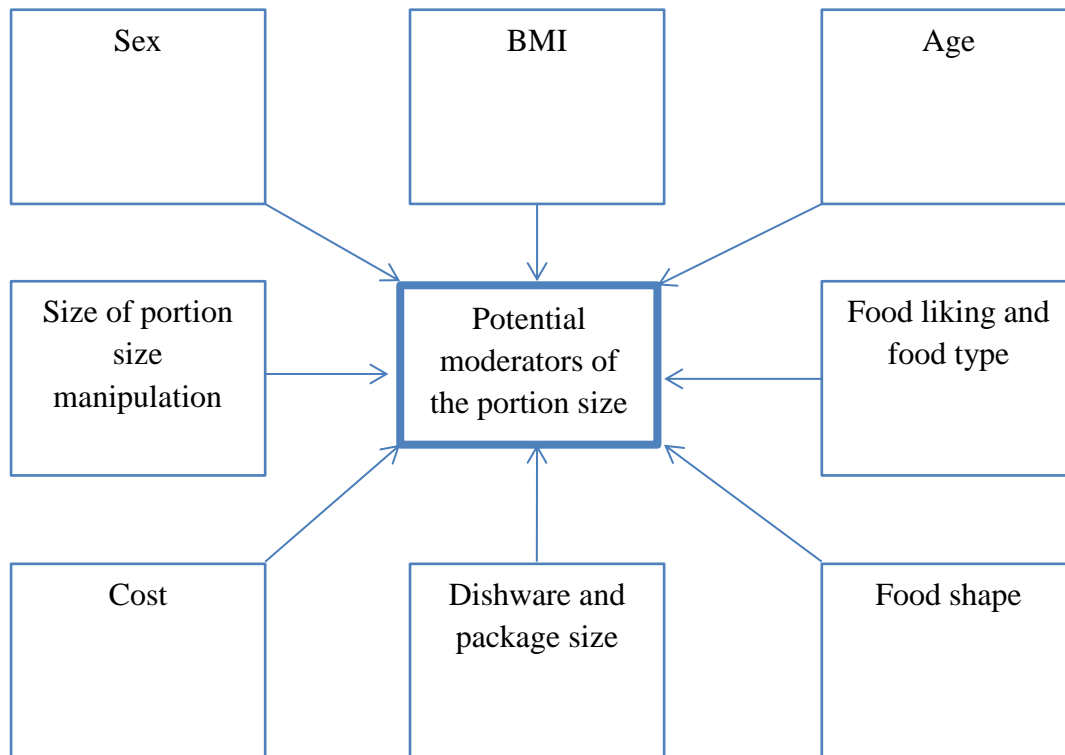 Sex
BMI
Age
Size of portion
size
manipulation
Potential
moderators of
the portion size
Food liking and
food type
Cost
Dishware and
package size
Food shape